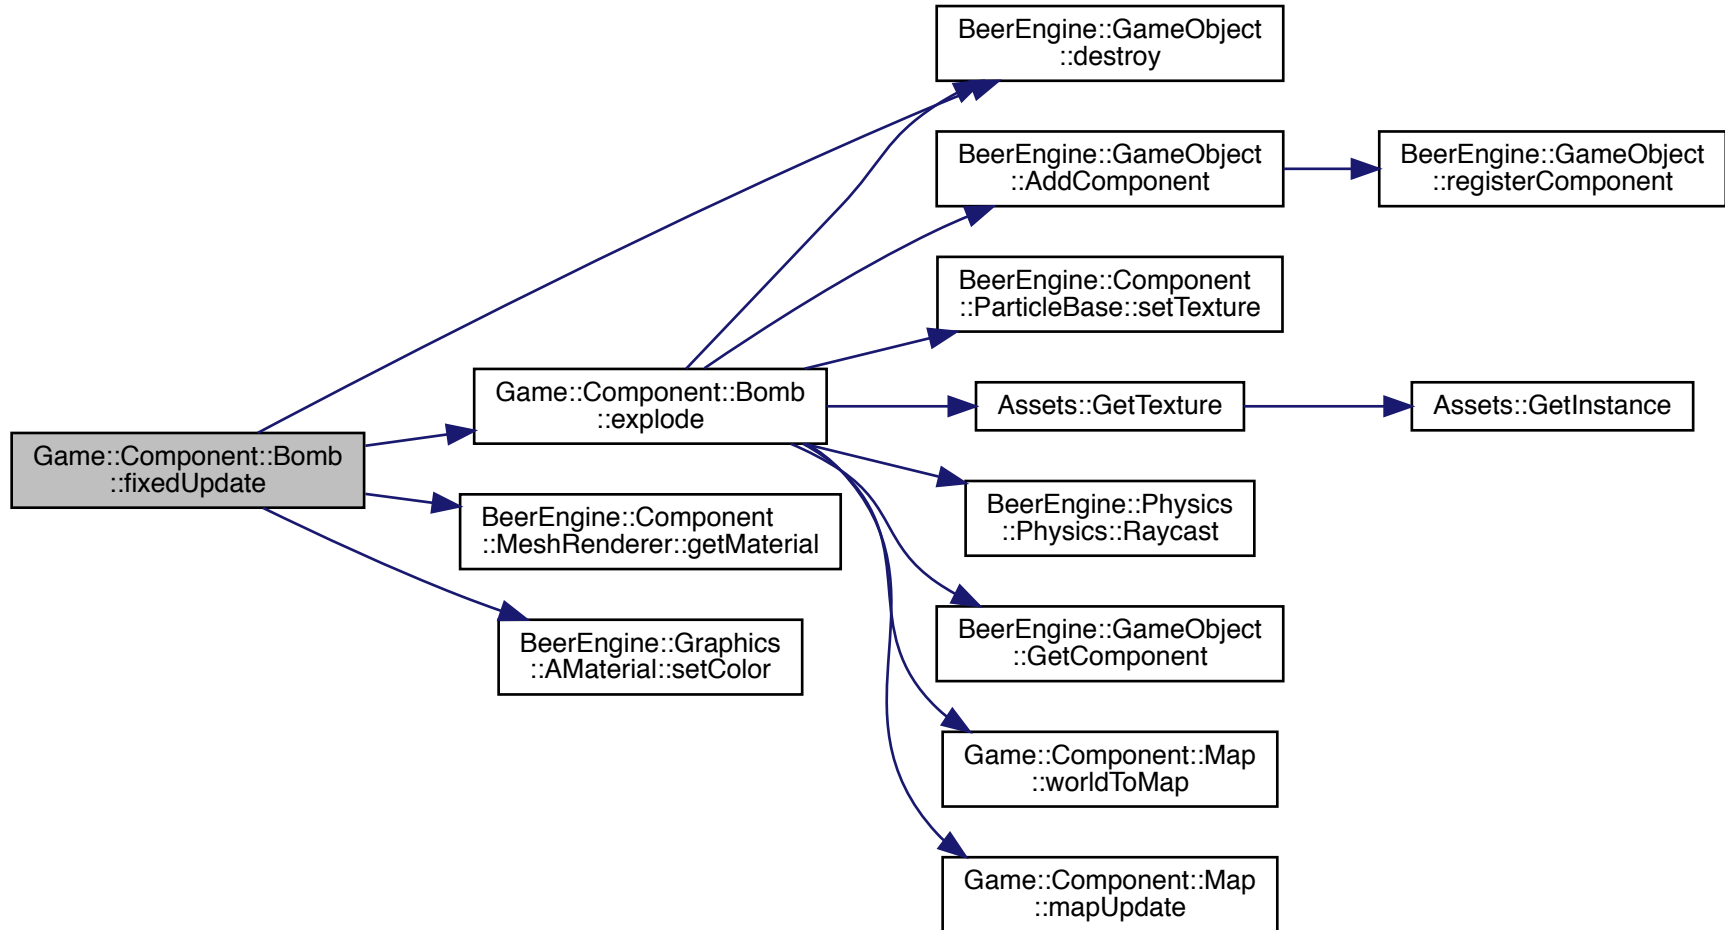 BeerEngine::GameObject
::destroy
BeerEngine::GameObject
::AddComponent
BeerEngine::GameObject
::registerComponent
BeerEngine::Component
::ParticleBase::setTexture
Game::Component::Bomb
::explode
Assets::GetTexture
Assets::GetInstance
Game::Component::Bomb
::fixedUpdate
BeerEngine::Component
::MeshRenderer::getMaterial
BeerEngine::Physics
::Physics::Raycast
BeerEngine::Graphics
::AMaterial::setColor
BeerEngine::GameObject
::GetComponent
Game::Component::Map
::worldToMap
Game::Component::Map
::mapUpdate